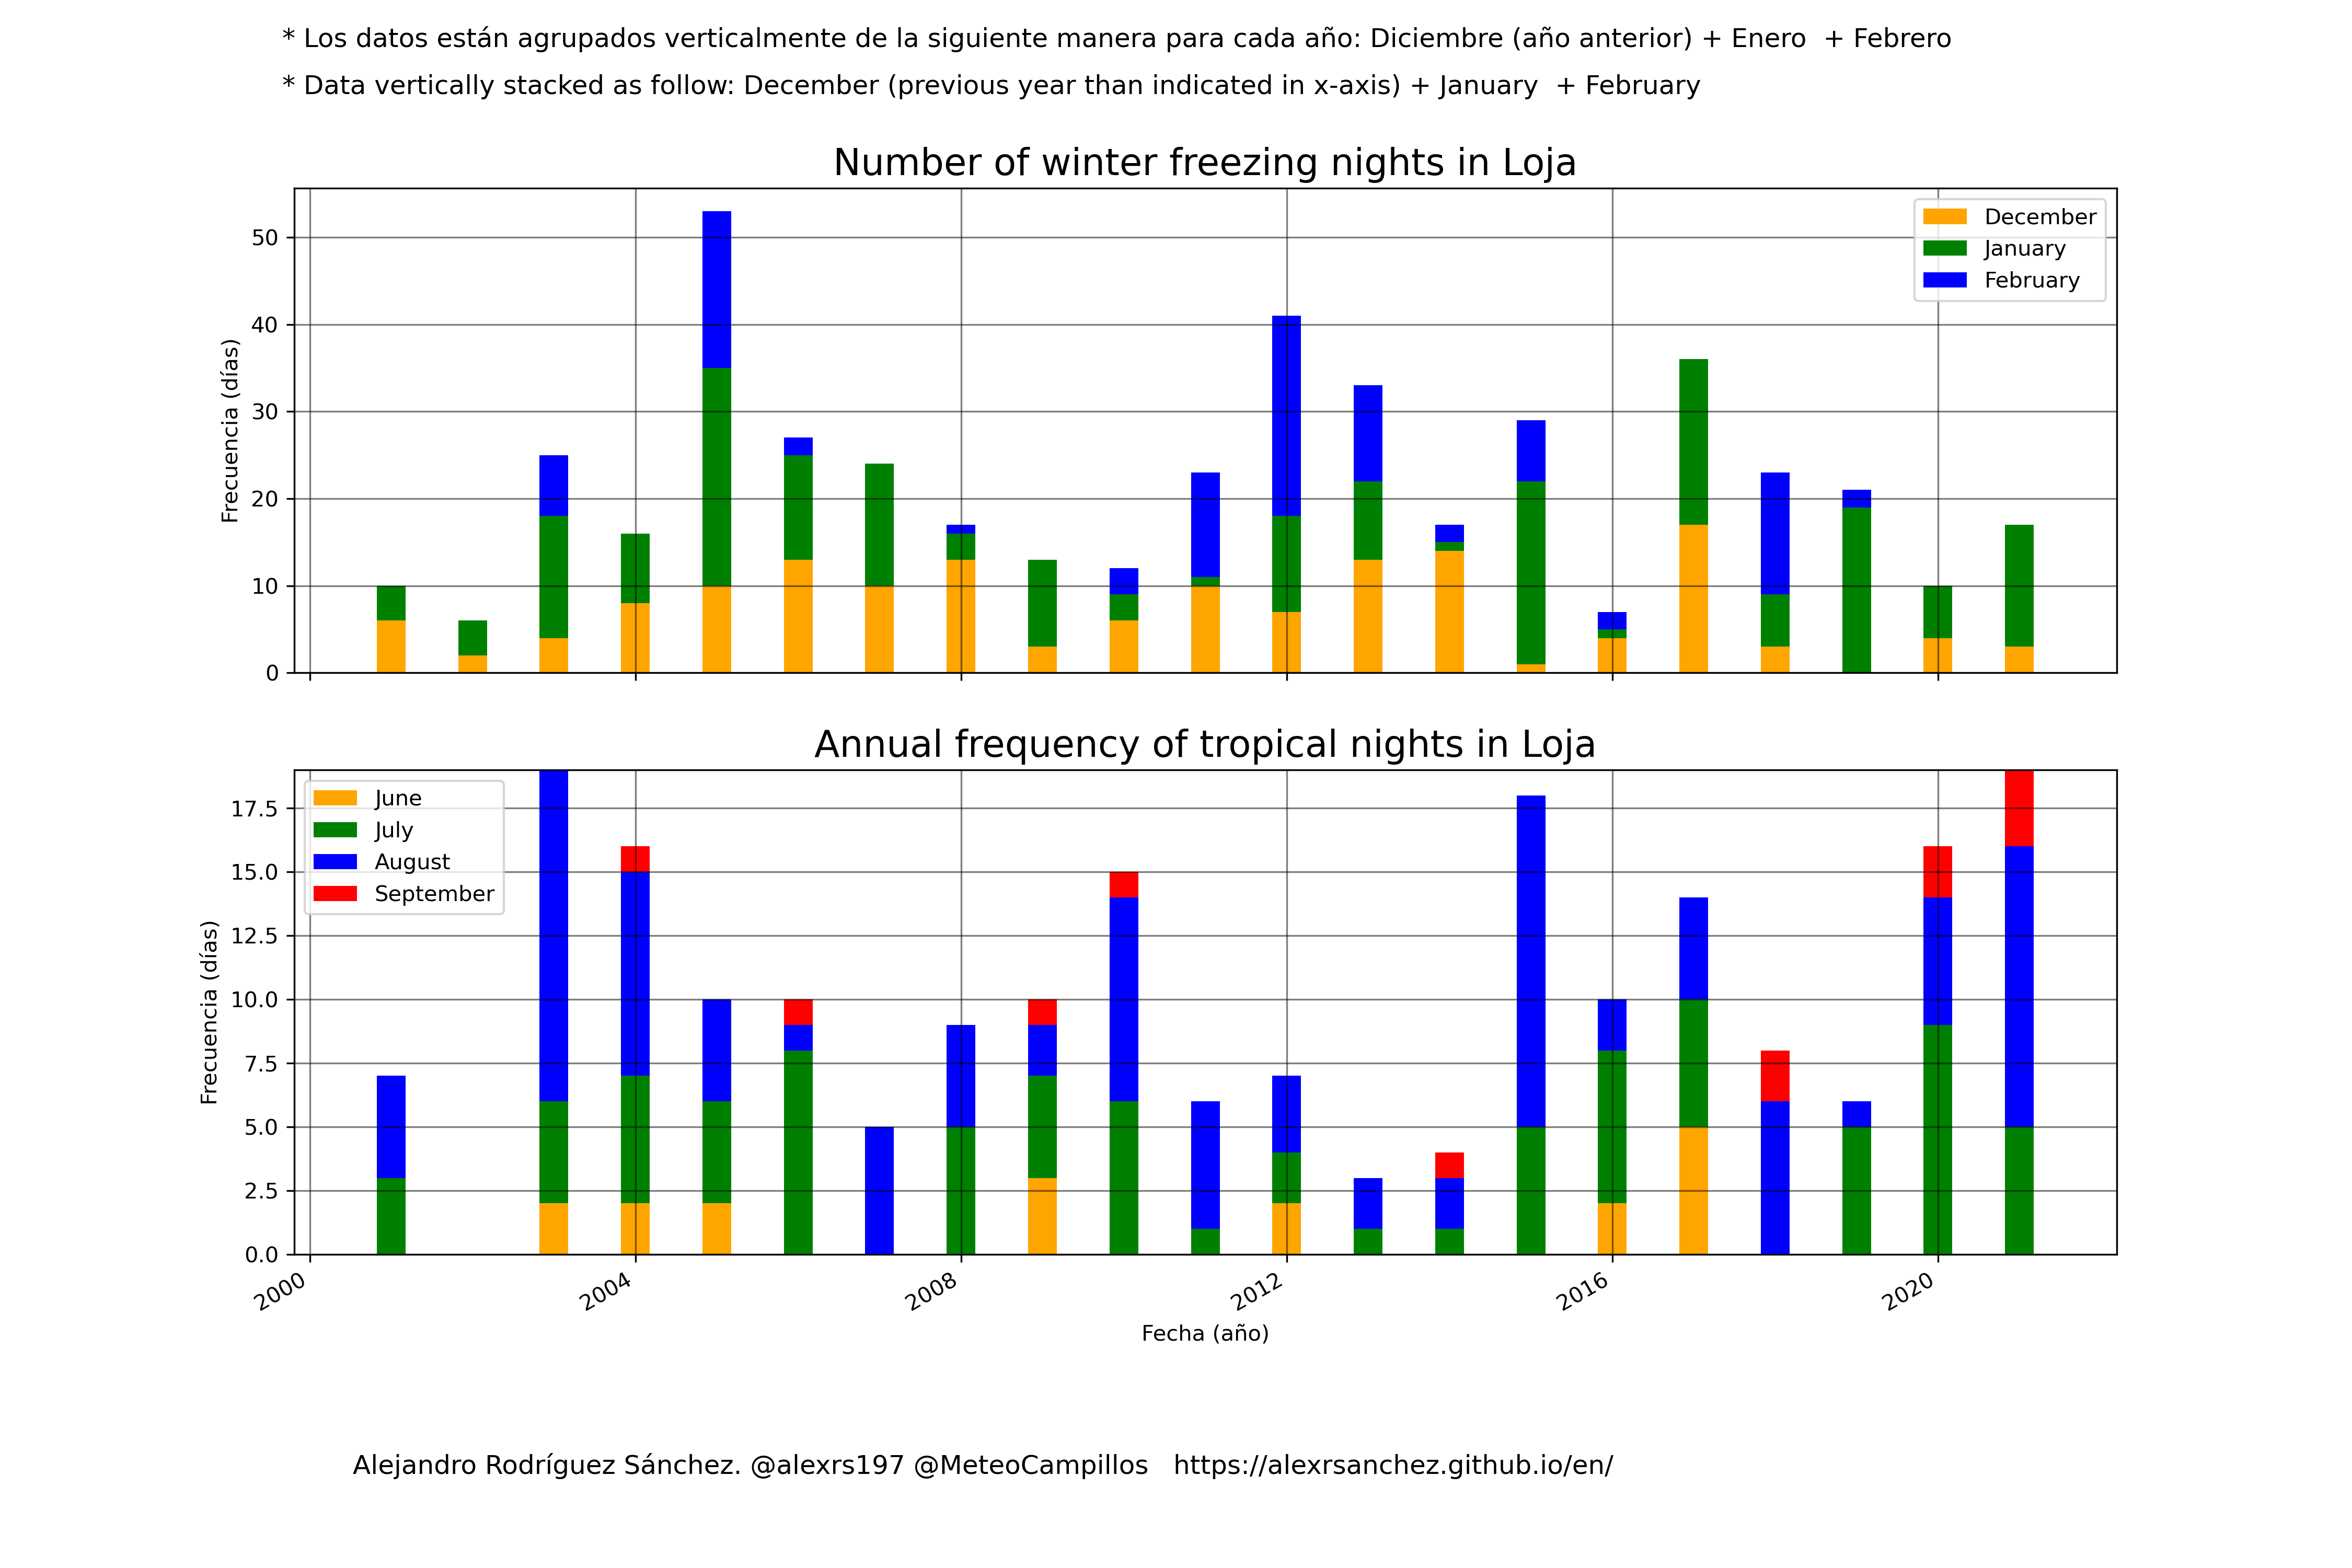 * Los datos están agrupados verticalmente de la siguiente manera para cada año: Diciembre (año anterior) + Enero  + Febrero
* Data vertically stacked as follow: December (previous year than indicated in x-axis) + January  + February
Number of winter freezing nights in Loja
50
40
30
20
10
0
Frecuencia (días)
December
January
February
Annual frequency of tropical nights in Loja
17.5
15.0
12.5
10.0
7.5
5.0
2.5
0.0
Frecuencia (días)
June
July
August
September
2000
2004
2008
2012
2016
2020
Fecha (año)
Alejandro Rodríguez Sánchez. @alexrs197 @MeteoCampillos   https://alexrsanchez.github.io/en/